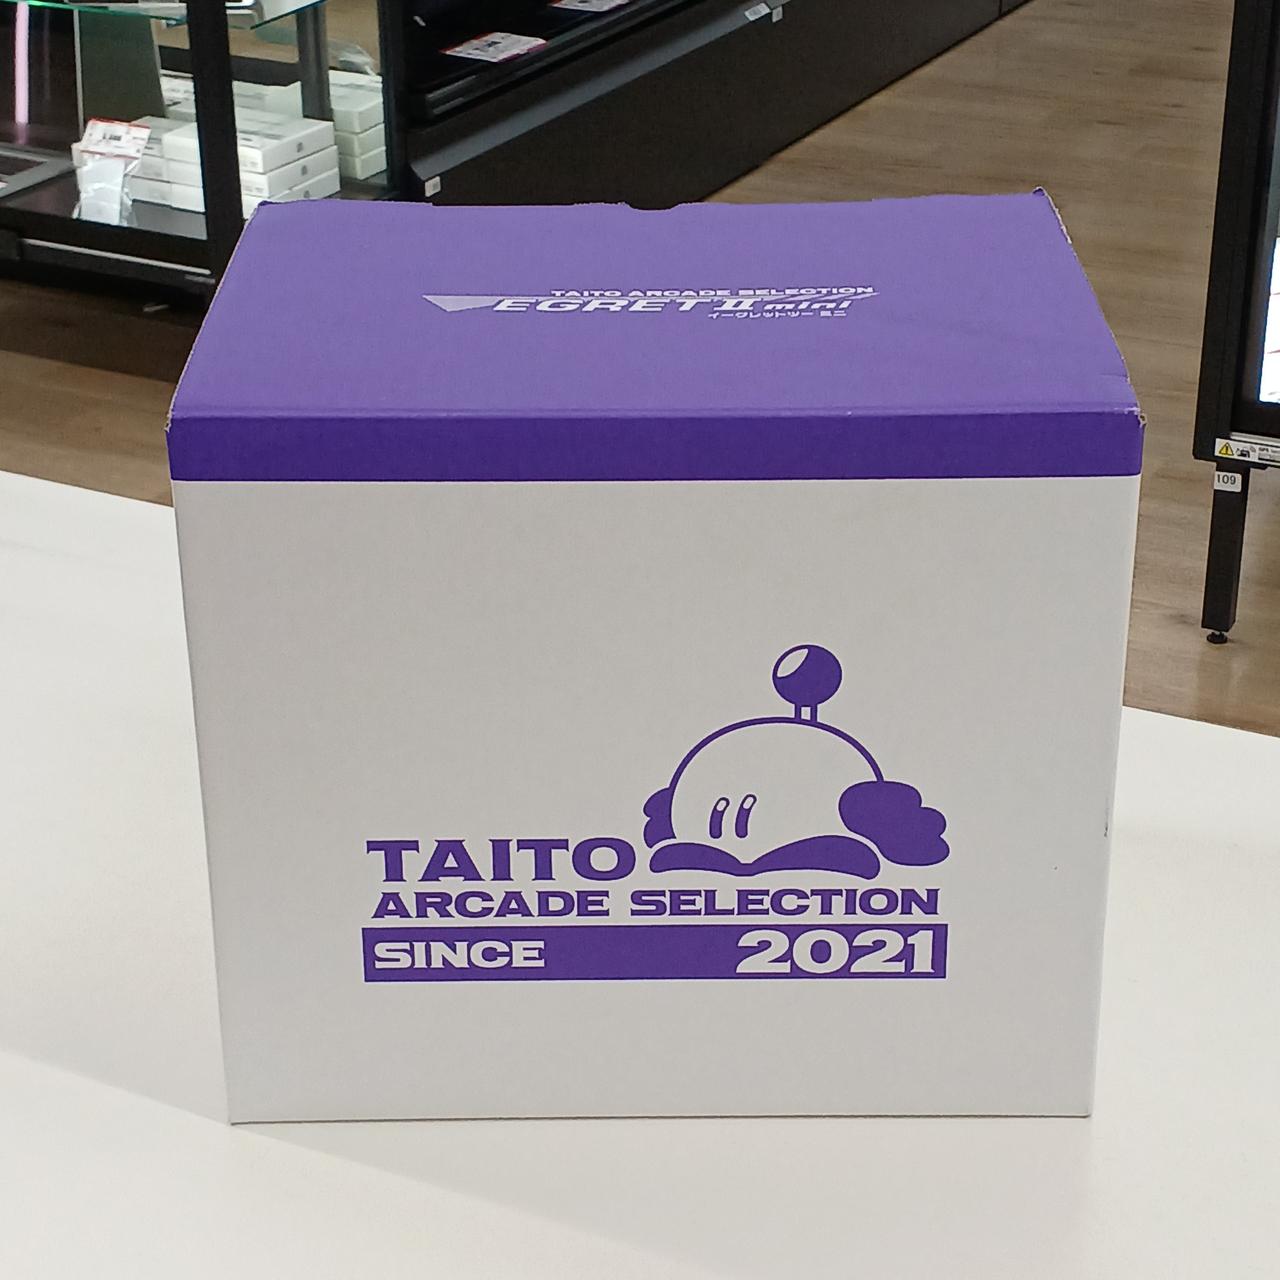 TAITO ARCADE SELECTION
EGRET II mini
イーグレットツー ミニ
TAITO
ARCADE SELECTION
SINCE 2021
109